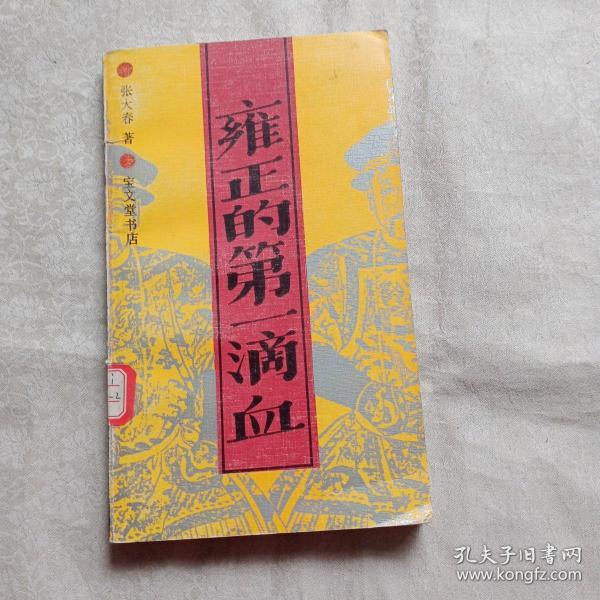 雍正的第一滴血
张大春 著
宝文堂书店
孔夫子旧书网
www.kongfz.com